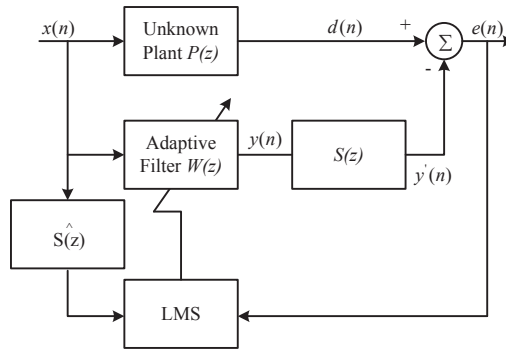 x(n)
Unknown
Plant P(z)
d(n)
+
Σ
e(n)
-
Adaptive
Filter W(z)
y(n)
S(z)
y'(n)
^
S(z)
LMS